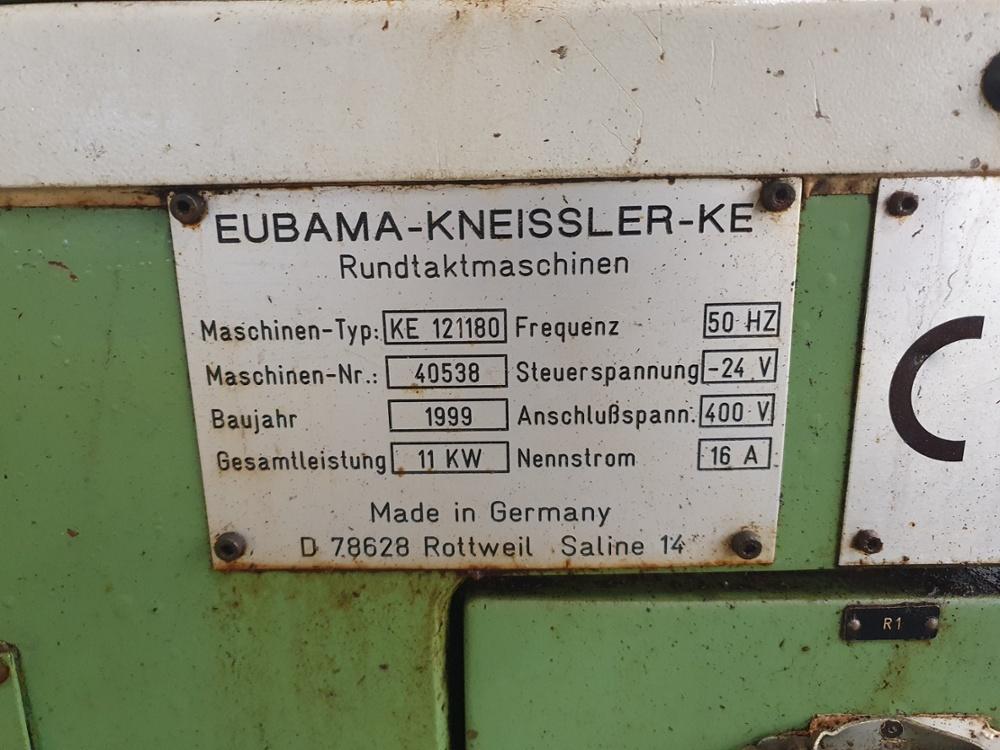 EUBAMA-KNEISSLER-KE
Rundtaktmaschinen
Maschinen-Typ: KE 121180 Frequenz 50 HZ
Maschinen-Nr.: 40538 Steuerspannung -24 V
Baujahr 1999 Anschlußspann. 400 V
Gesamtleistung 11 KW Nennstrom 16 A
Made in Germany
D 78628 Rottweil Saline 14
C
R1